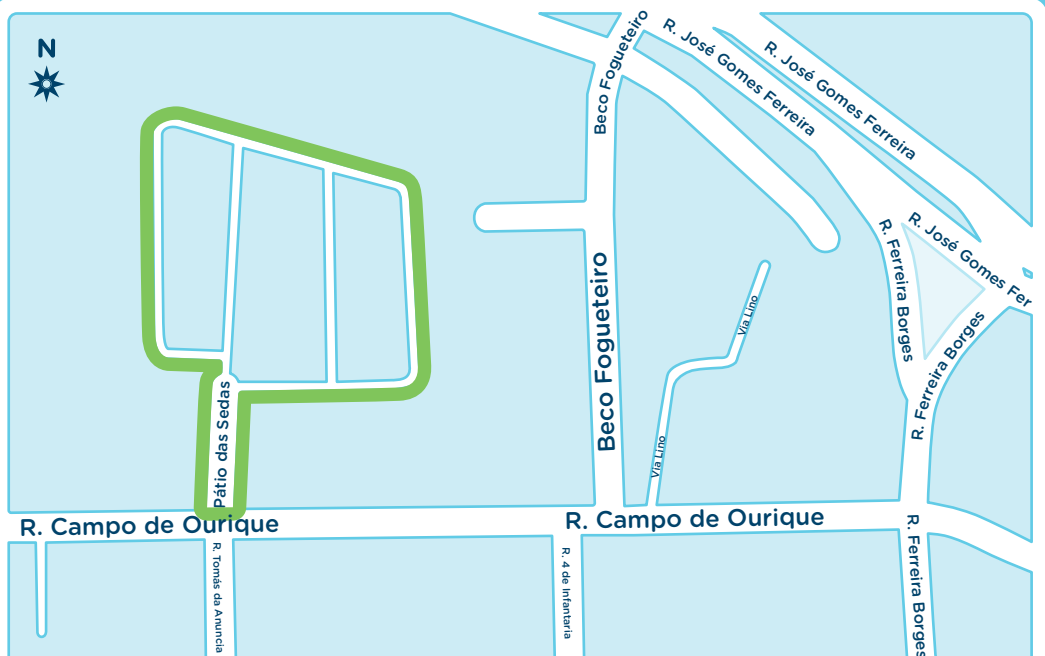 N
Beco Fogueteiro
R. José Gomes Ferreira
R. José Gomes Ferreira
R. José Gomes Fer
R. Ferreira Borges
R. Ferreira Borges
Beco Fogueteiro
Via Lino
Via Lino
Pátio das Sedas
R. Campo de Ourique
R. Campo de Ourique
R. Tomás da Anuncia
R. 4 de Infantaria
R. Ferreira Borges